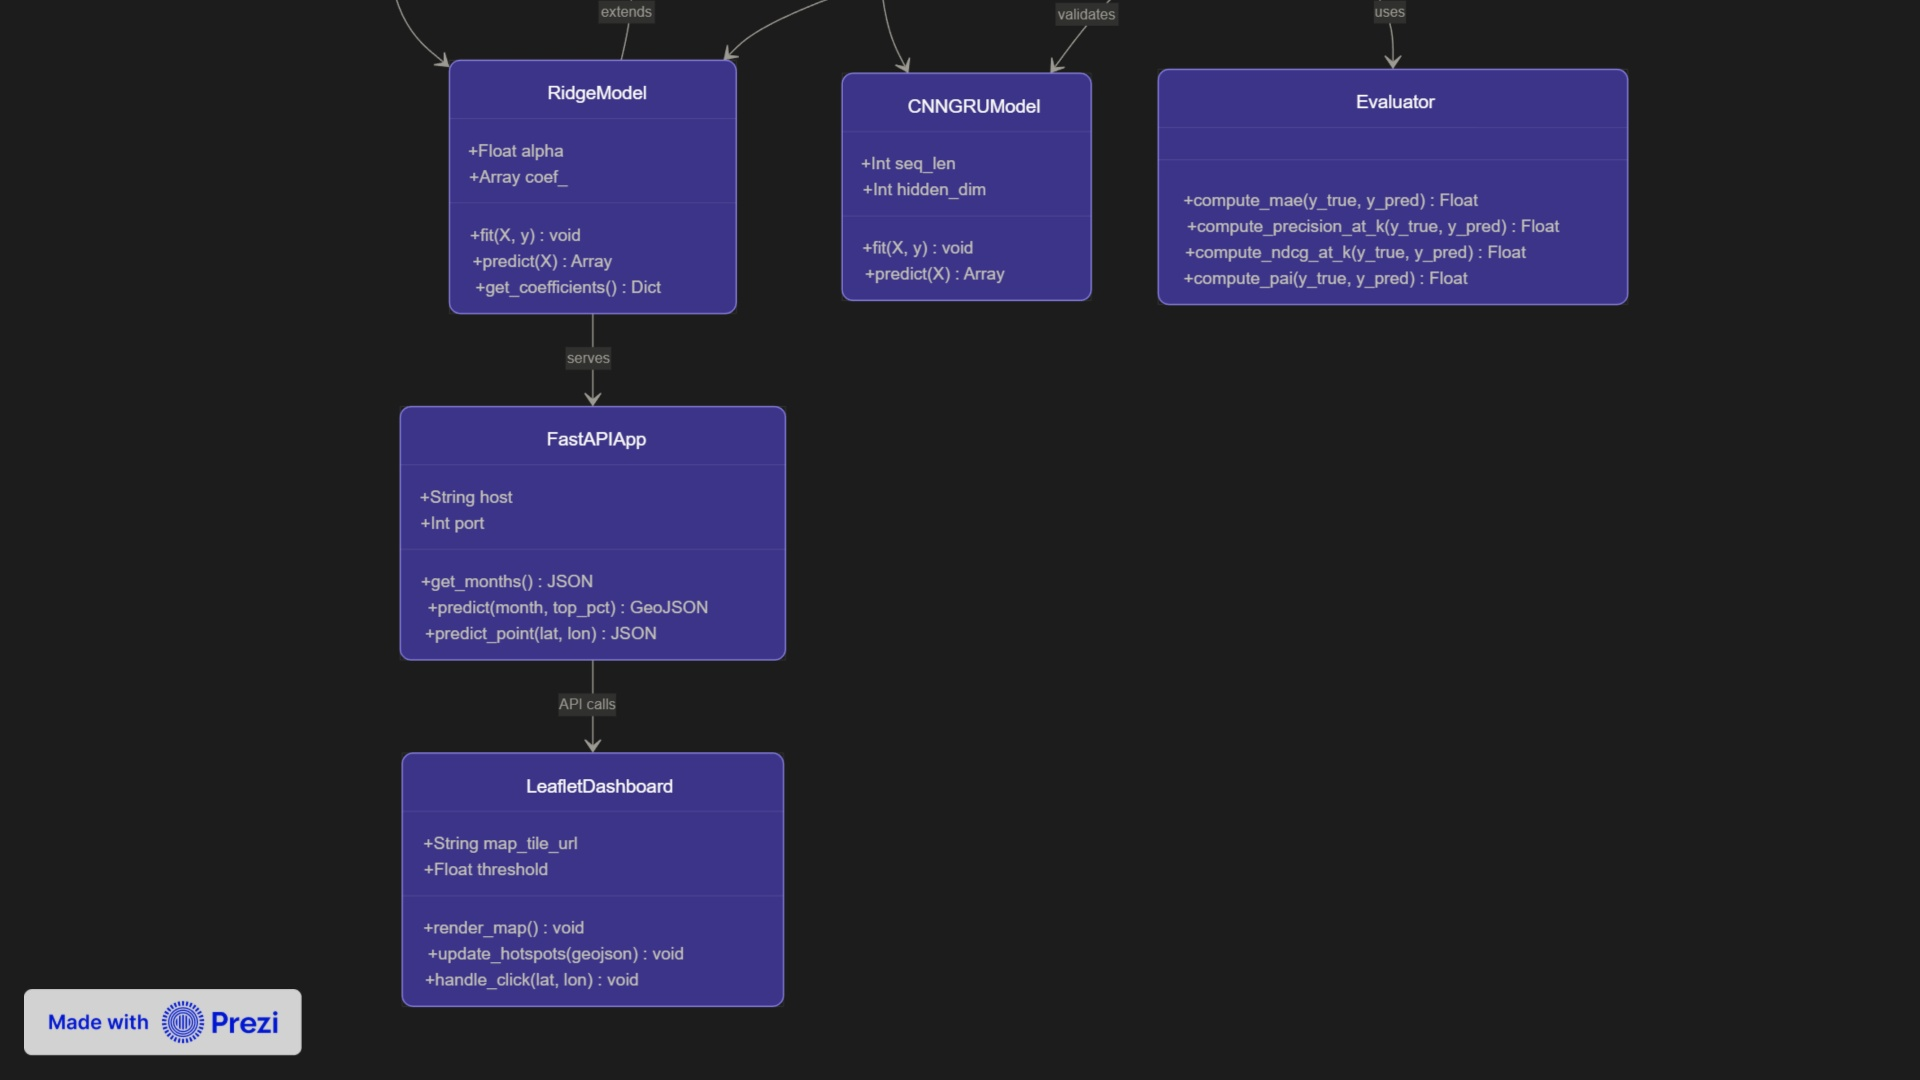 extends
validates
uses
RidgeModel
+Float alpha
+Array coef_
+fit(X, y) : void
+predict(X) : Array
+get_coefficients() : Dict
CNNGRUModel
+Int seq_len
+Int hidden_dim
+fit(X, y) : void
+predict(X) : Array
Evaluator
+compute_mae(y_true, y_pred) : Float
+compute_precision_at_k(y_true, y_pred) : Float
+compute_ndcg_at_k(y_true, y_pred) : Float
+compute_pai(y_true, y_pred) : Float
serves
FastAPIApp
+String host
+Int port
+get_months() : JSON
+predict(month, top_pct) : GeoJSON
+predict_point(lat, lon) : JSON
API calls
LeafletDashboard
+String map_tile_url
+Float threshold
+render_map() : void
+update_hotspots(geojson) : void
+handle_click(lat, lon) : void
Made with Prezi